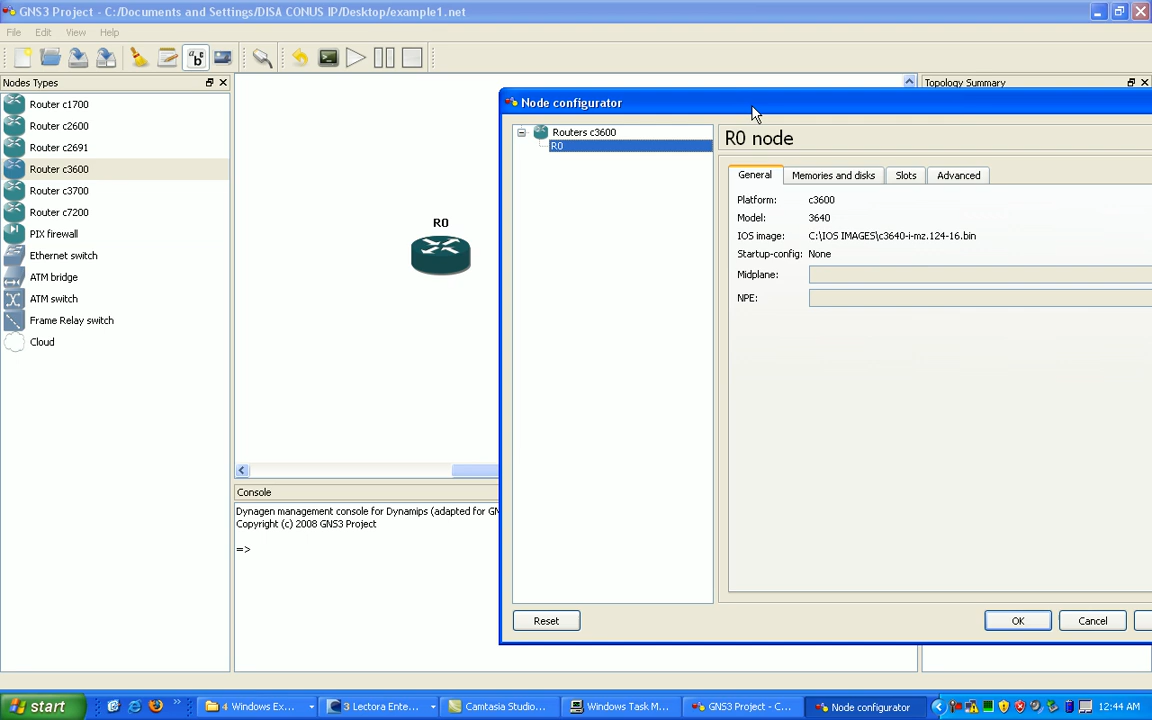 GNS3 Project - C:/Documents and Settings/DISA CONUS IP/Desktop/example1.net
File Edit View Help
Nodes Types
Topology Summary
Router c1700
Router c2600
Router c2691
Router c3600
Router c3700
Router c7200
PIX firewall
Ethernet switch
ATM bridge
ATM switch
Frame Relay switch
Cloud
R0
Console
Dynagen management console for Dynamips (adapted for GN
Copyright (c) 2008 GNS3 Project
=>
Node configurator
Routers c3600
R0
R0 node
General Memories and disks Slots Advanced
Platform: c3600
Model: 3640
IOS image: C:\IOS IMAGES\c3640-i-mz.124-16.bin
Startup-config: None
Midplane:
NPE:
Reset OK Cancel
start 4 Windows Ex... 3 Lectora Ente... Camtasia Studio... Windows Task M... GNS3 Project - C... Node configurator 12:44 AM